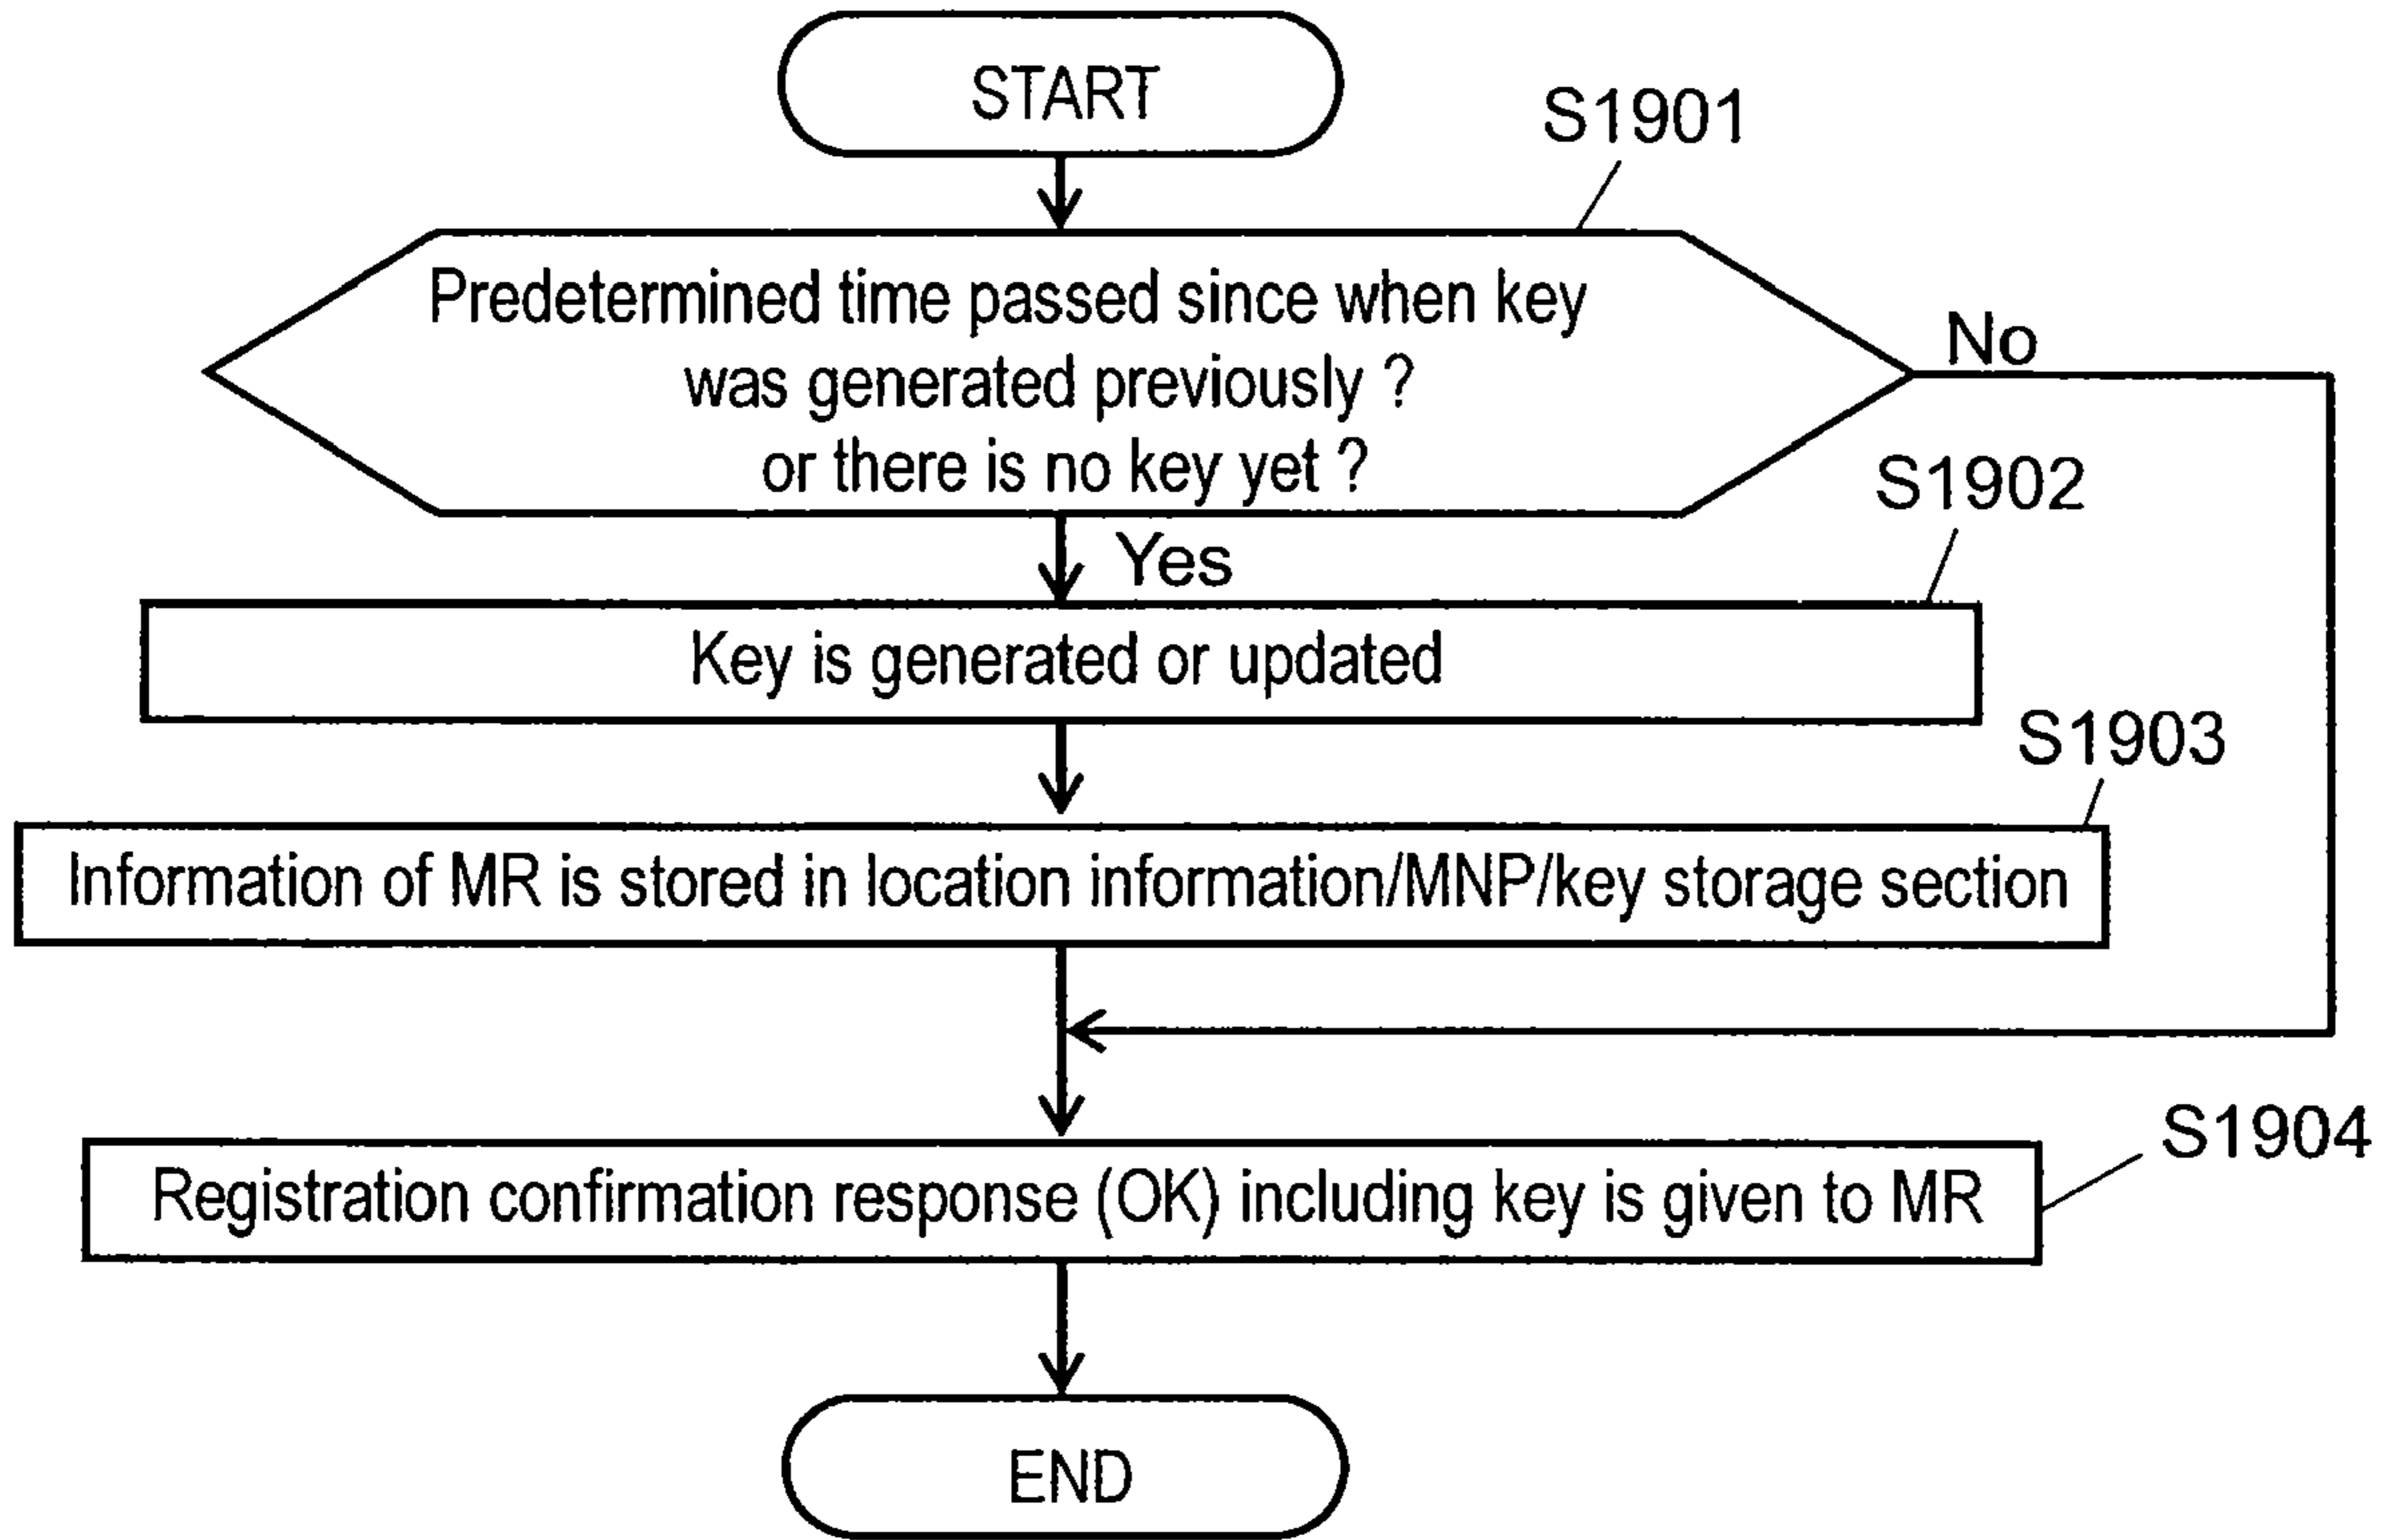 START
S1901
Predetermined time passed since when key
was generated previously ?
or there is no key yet ?
No
Yes
S1902
Key is generated or updated
S1903
Information of MR is stored in location information/MNP/key storage section
S1904
Registration confirmation response (OK) including key is given to MR
END